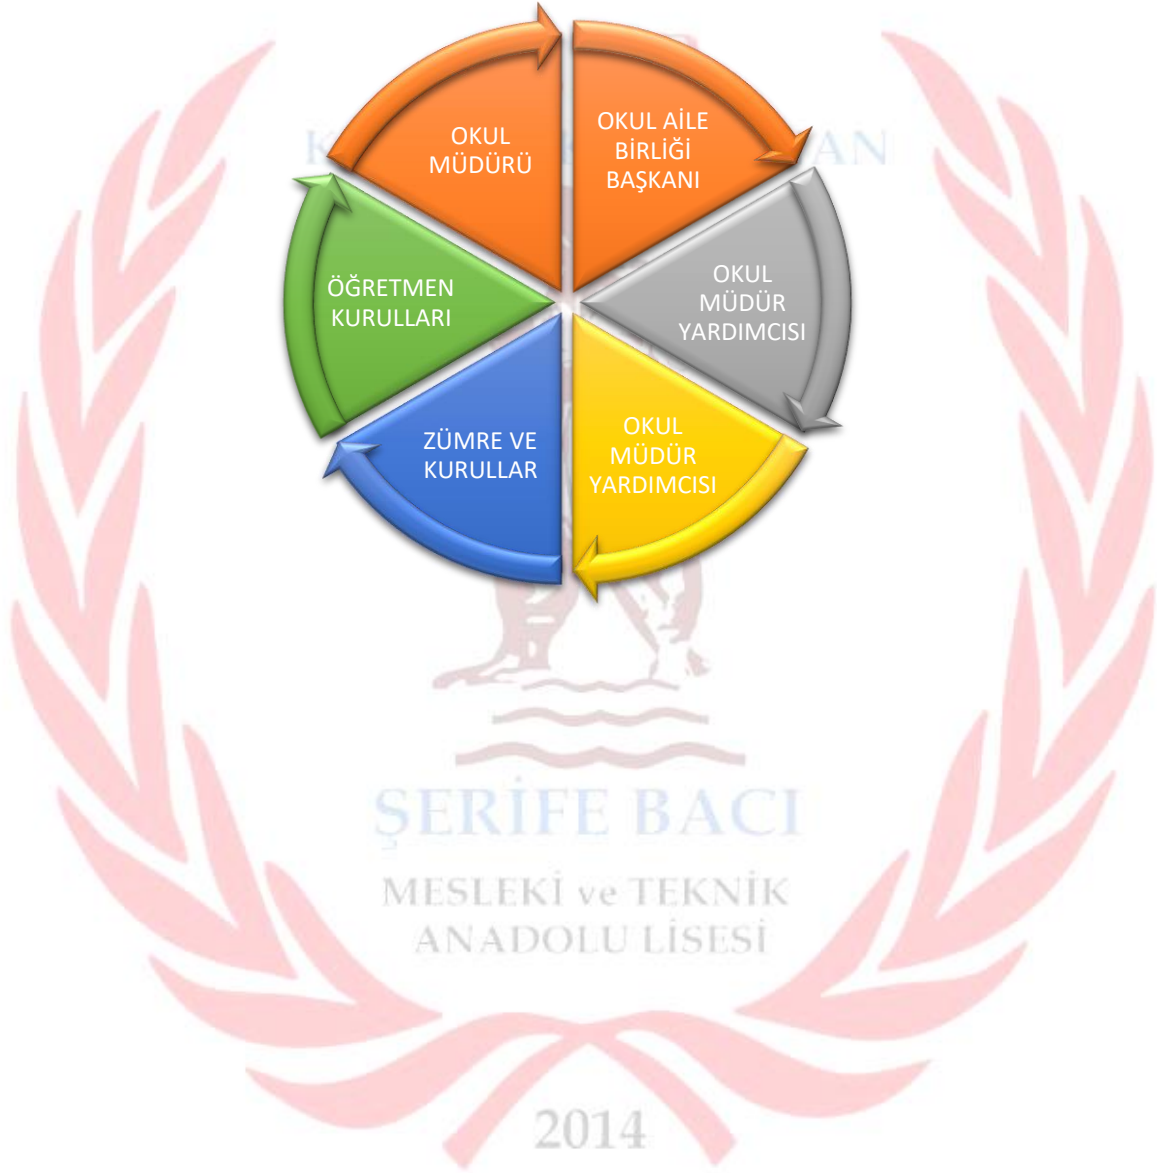 OKUL
MÜDÜRÜ
OKUL AİLE
BİRLİĞİ
BAŞKANI
OKUL
MÜDÜR
YARDIMCISI
OKUL
MÜDÜR
YARDIMCISI
ZÜMRE VE
KURULLAR
ÖĞRETMEN
KURULLARI
ŞERİFE BACI
MESLEKİ ve TEKNİK
ANADOLU LİSESİ
2014